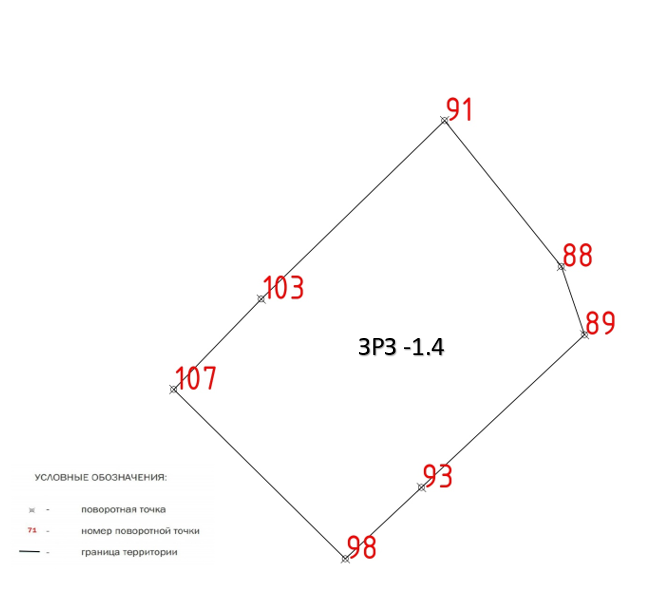 91
88
103
89
ЗРЗ -1.4
107
93
УСЛОВНЫЕ ОБОЗНАЧЕНИЯ:
- поворотная точка
71 - номер поворотной точки
- граница территории
98